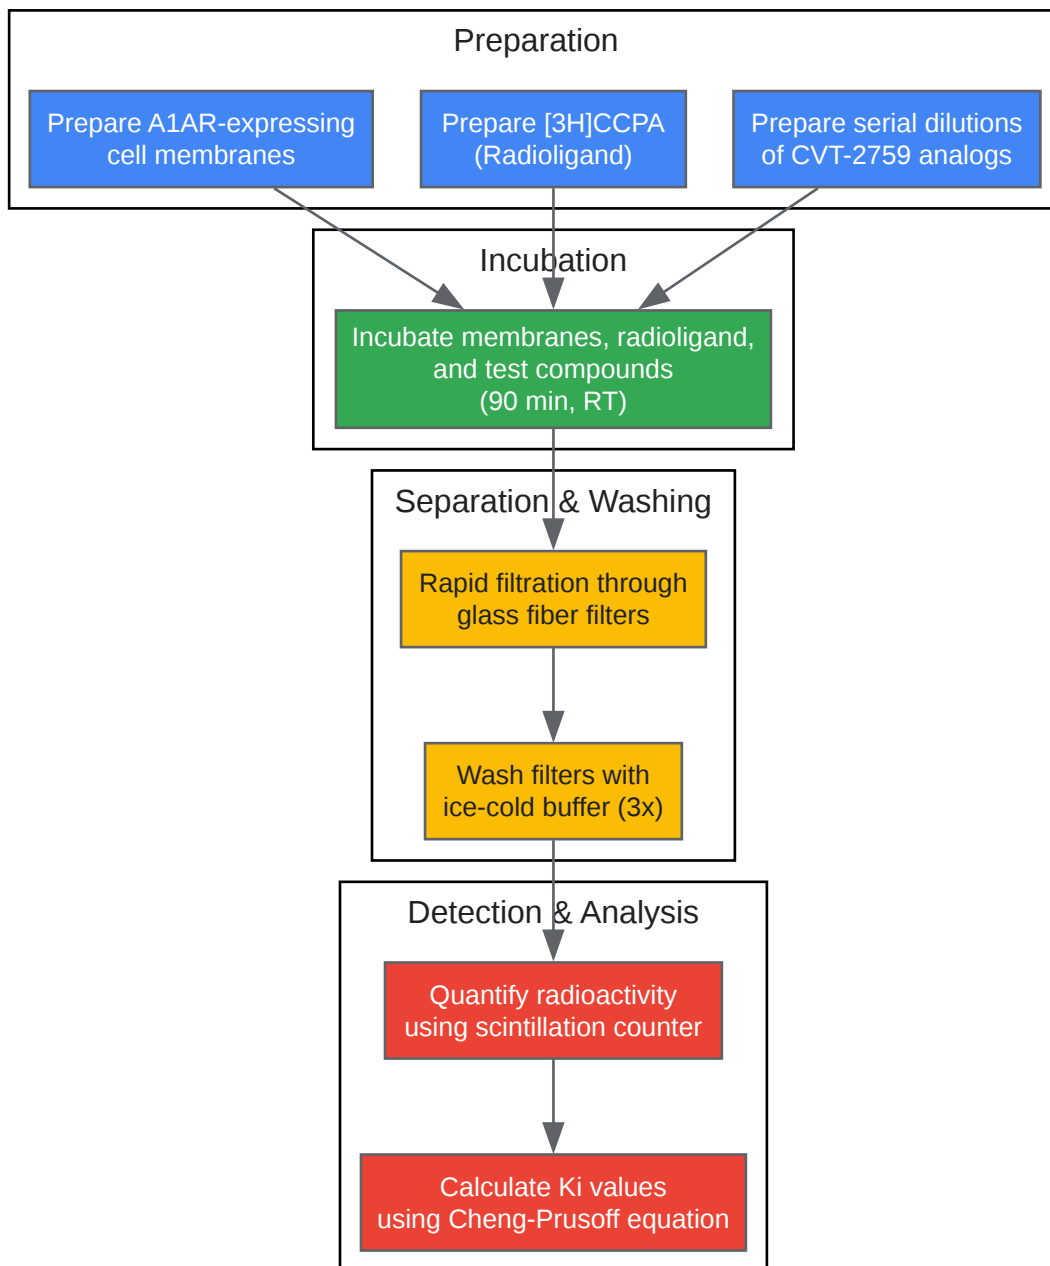 Preparation
Prepare A1AR-expressing
cell membranes
Prepare [3H]CCPA
(Radioligand)
Prepare serial dilutions
of CVT-2759 analogs
Incubation
Incubate membranes, radioligand,
and test compounds
(90 min, RT)
Separation & Washing
Rapid filtration through
glass fiber filters
Wash filters with
ice-cold buffer (3x)
Detection & Analysis
Quantify radioactivity
using scintillation counter
Calculate Ki values
using Cheng-Prusoff equation